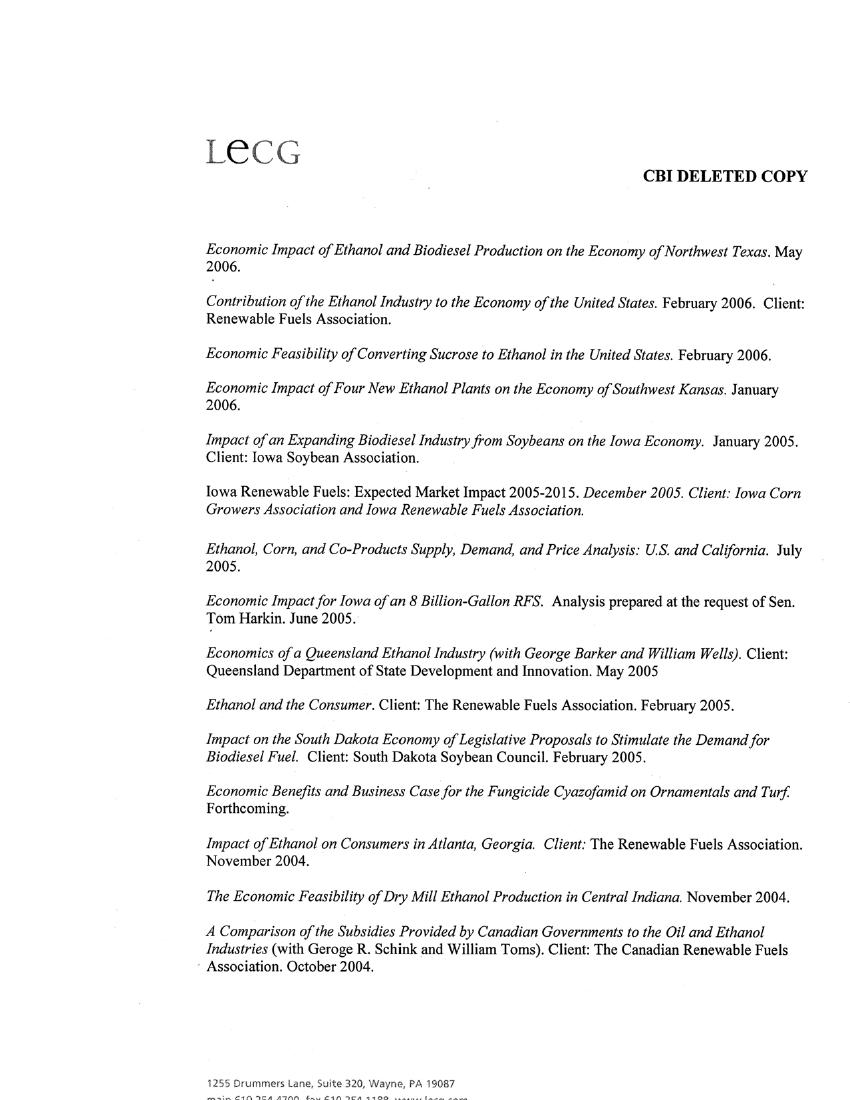 LeCG
CBI DELETED COPY
Economic Impact of Ethanol and Biodiesel Production on the Economy of Northwest Texas. May
2006.
Contribution of the Ethanol Industry to the Economy of the United States. February 2006. Client:
Renewable Fuels Association.
Economic Feasibility of Converting Sucrose to Ethanol in the United States. February 2006.
Economic Impact of Four New Ethanol Plants on the Economy of Southwest Kansas. January
2006.
Impact of an Expanding Biodiesel Industry from Soybeans on the Iowa Economy. January 2005.
Client: Iowa Soybean Association.
Iowa Renewable Fuels: Expected Market Impact 2005-2015. December 2005. Client: Iowa Corn
Growers Association and Iowa Renewable Fuels Association.
Ethanol, Corn, and Co-Products Supply, Demand, and Price Analysis: U.S. and California. July
2005.
Economic Impact for Iowa of an 8 Billion-Gallon RFS. Analysis prepared at the request of Sen.
Tom Harkin. June 2005.
Economics of a Queensland Ethanol Industry (with George Barker and William Wells). Client:
Queensland Department of State Development and Innovation. May 2005
Ethanol and the Consumer. Client: The Renewable Fuels Association. February 2005.
Impact on the South Dakota Economy of Legislative Proposals to Stimulate the Demand for
Biodiesel Fuel. Client: South Dakota Soybean Council. February 2005.
Economic Benefits and Business Case for the Fungicide Cyazofamid on Ornamentals and Turf.
Forthcoming.
Impact of Ethanol on Consumers in Atlanta, Georgia. Client: The Renewable Fuels Association.
November 2004.
The Economic Feasibility of Dry Mill Ethanol Production in Central Indiana. November 2004.
A Comparison of the Subsidies Provided by Canadian Governments to the Oil and Ethanol
Industries (with Geroge R. Schink and William Toms). Client: The Canadian Renewable Fuels
Association. October 2004.
1255 Drummers Lane, Suite 320, Wayne, PA 19087
main 610.254.4700 fax 610.254.1188 www.lecg.com